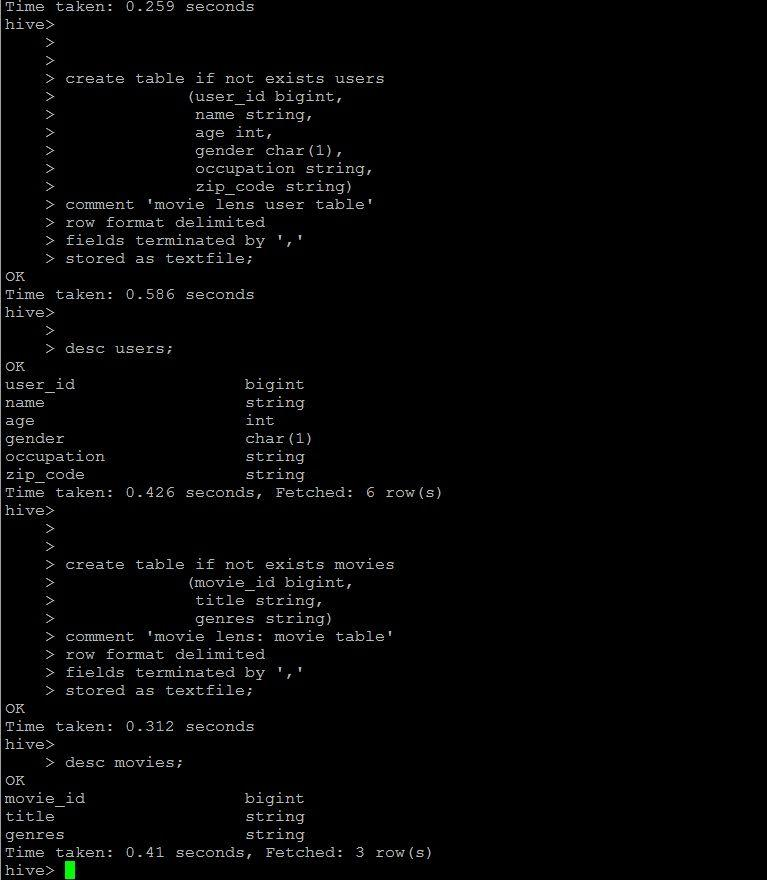 Time taken: 0.259 seconds
hive>
    >
    >
    > create table if not exists users
    >             (user_id bigint,
    >              name string,
    >              age int,
    >              gender char(1),
    >              occupation string,
    >              zip_code string)
    > comment 'movie lens user table'
    > row format delimited
    > fields terminated by ','
    > stored as textfile;
OK
Time taken: 0.586 seconds
hive>
    >
    > desc users;
OK
user_id                 bigint
name                    string
age                     int
gender                  char(1)
occupation              string
zip_code                string
Time taken: 0.426 seconds, Fetched: 6 row(s)
hive>
    >
    >
    > create table if not exists movies
    >             (movie_id bigint,
    >              title string,
    >              genres string)
    > comment 'movie lens: movie table'
    > row format delimited
    > fields terminated by ','
    > stored as textfile;
OK
Time taken: 0.312 seconds
hive>
    > desc movies;
OK
movie_id                bigint
title                   string
genres                  string
Time taken: 0.41 seconds, Fetched: 3 row(s)
hive>